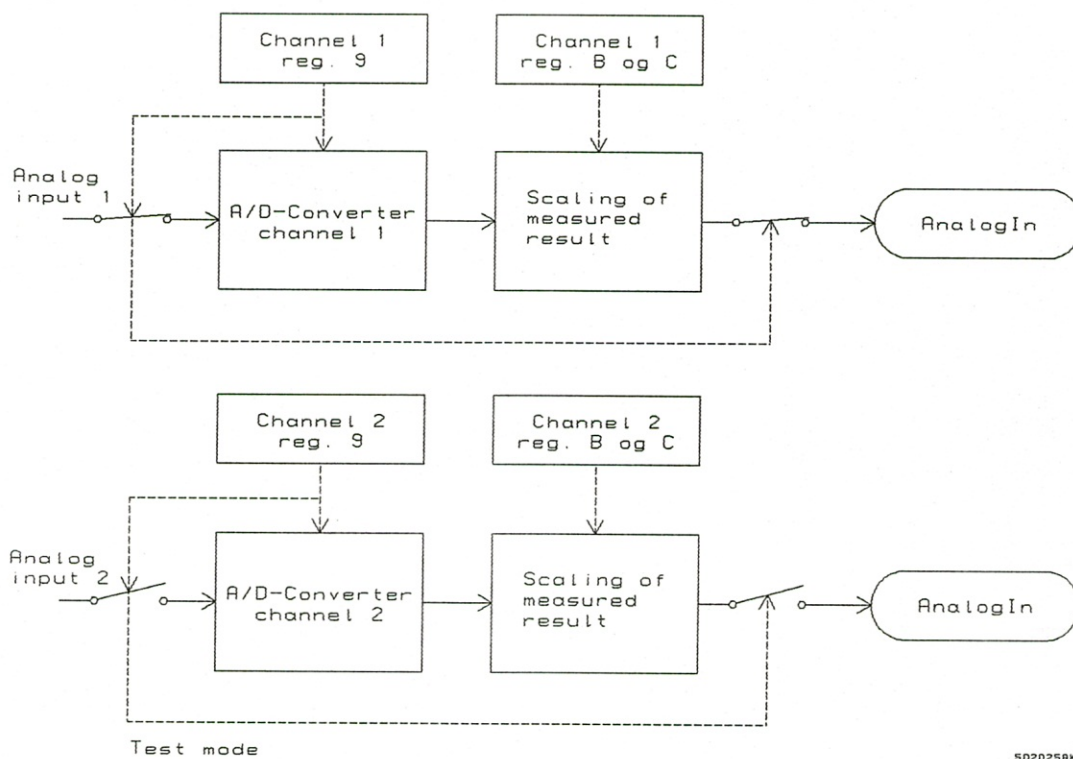 Channel 1
reg. 9
Channel 1
reg. B og C
Analog
input 1
A/D-Converter
channel 1
Scaling of
measured
result
AnalogIn
Channel 2
reg. 9
Channel 2
reg. B og C
Analog
input 2
A/D-Converter
channel 2
Scaling of
measured
result
AnalogIn
Test mode